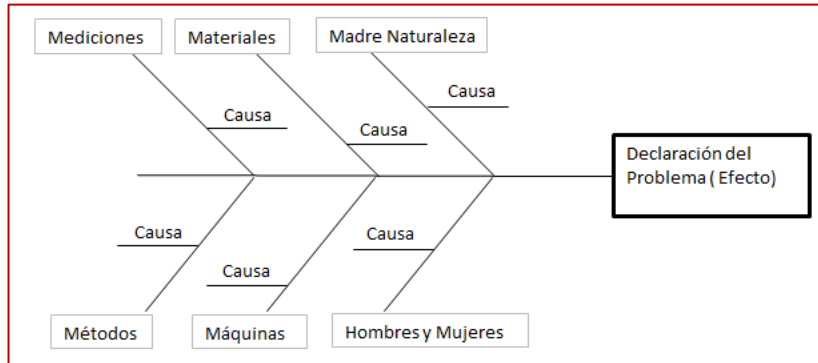 Mediciones
Materiales
Madre Naturaleza
Causa
Causa
Causa
Declaración del
Problema ( Efecto)
Causa
Causa
Causa
Métodos
Máquinas
Hombres y Mujeres